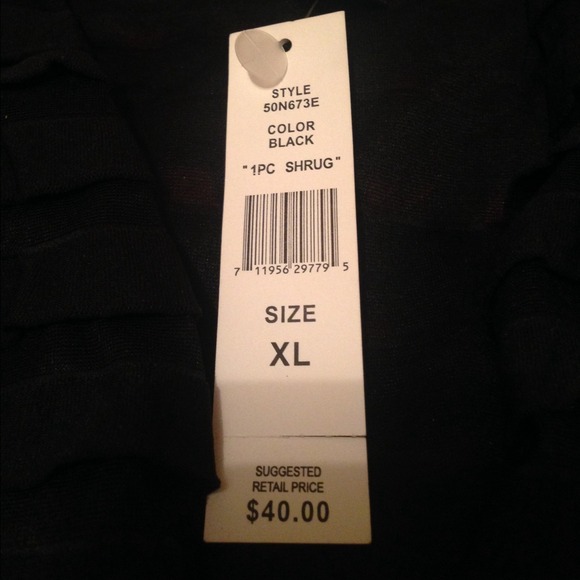 STYLE
50N673E
COLOR
BLACK
"1PC SHRUG"
7 11956 29779 5
SIZE
XL
SUGGESTED
RETAIL PRICE
$40.00